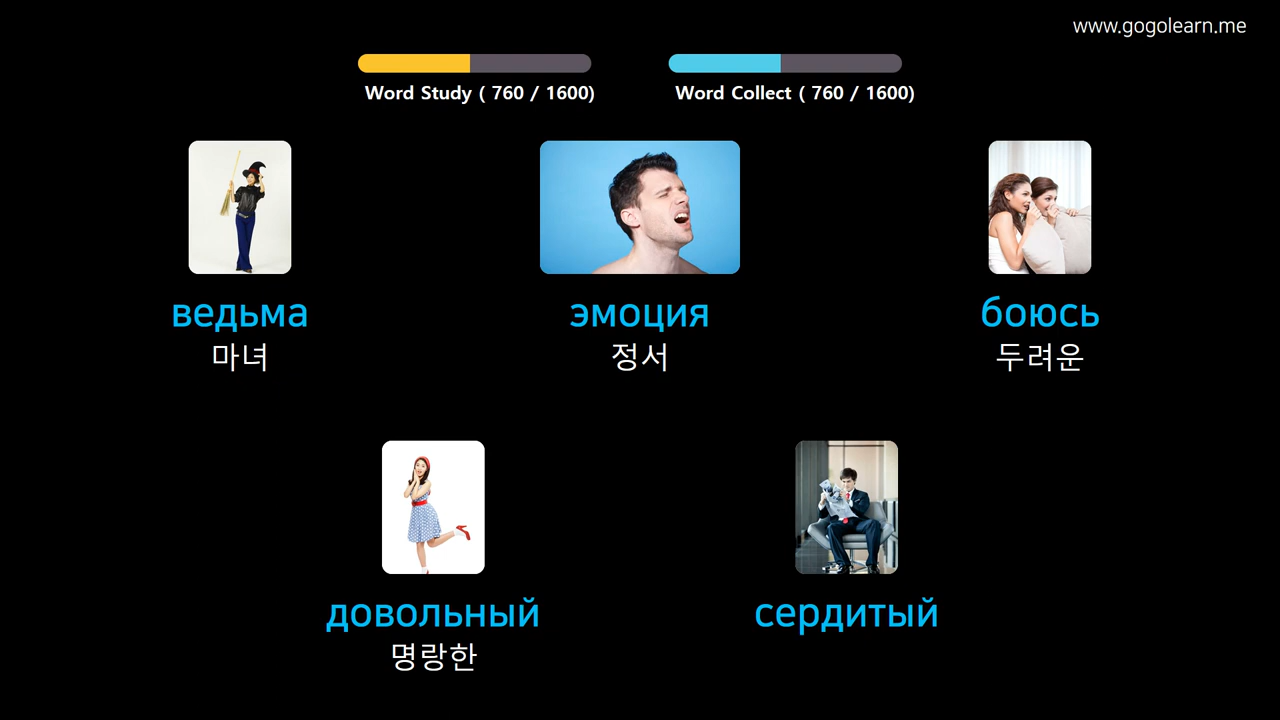 www.gogolearn.me
Word Study ( 760 / 1600)
Word Collect ( 760 / 1600)
ведьма
마녀
эмоция
정서
боюсь
두려운
довольный
명랑한
сердитый